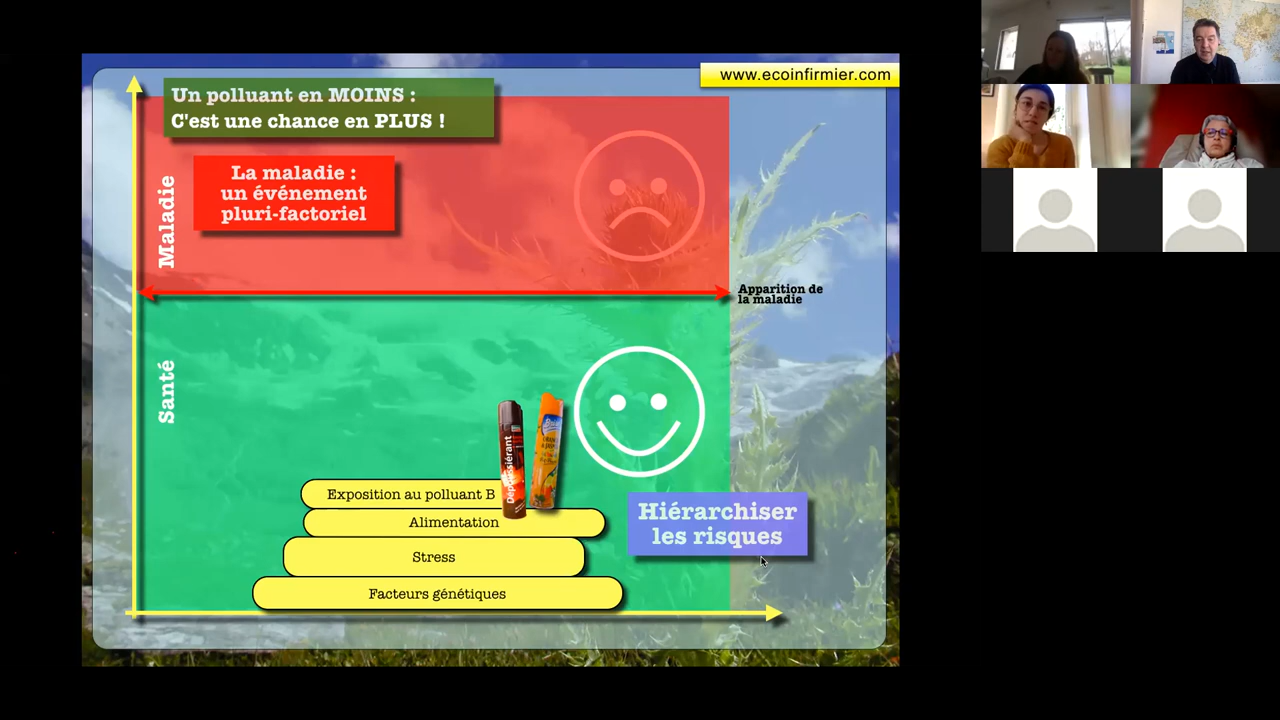 www.ecoinfirmier.com
Un polluant en MOINS :
C'est une chance en PLUS !
La maladie :
un événement
pluri-factoriel
Maladie
Apparition de
la maladie
Santé
Dépoussiérant
Exposition au polluant B
Alimentation
Hiérarchiser
les risques
Stress
Facteurs génétiques